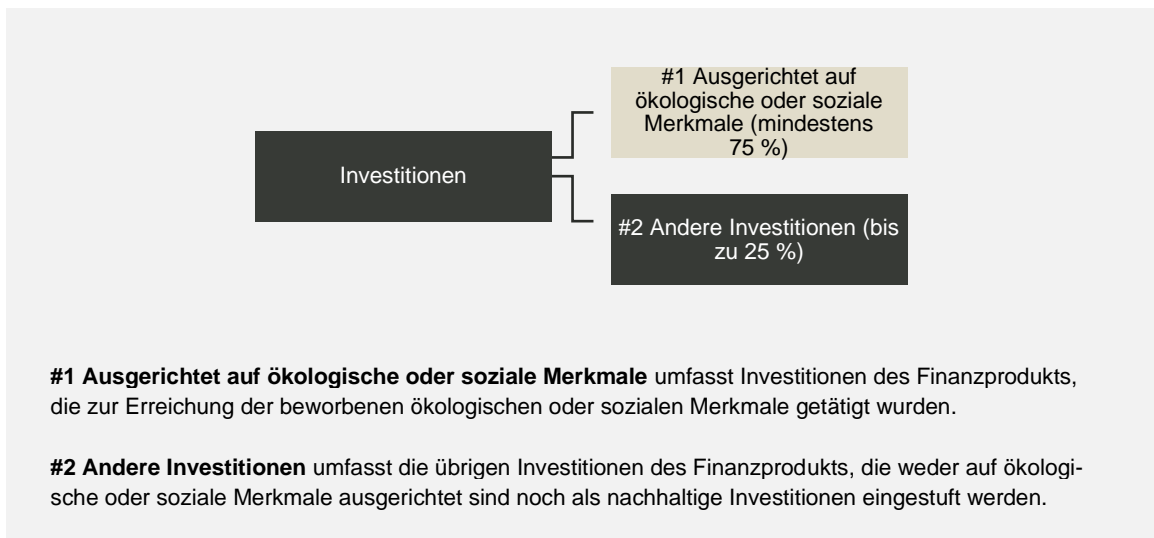 #1 Ausgerichtet auf
ökologische oder soziale
Merkmale (mindestens
75 %)
Investitionen
#2 Andere Investitionen (bis
zu 25 %)
#1 Ausgerichtet auf ökologische oder soziale Merkmale umfasst Investitionen des Finanzprodukts,
die zur Erreichung der beworbenen ökologischen oder sozialen Merkmale getätigt wurden.
#2 Andere Investitionen umfasst die übrigen Investitionen des Finanzprodukts, die weder auf ökologi-
sche oder soziale Merkmale ausgerichtet sind noch als nachhaltige Investitionen eingestuft werden.